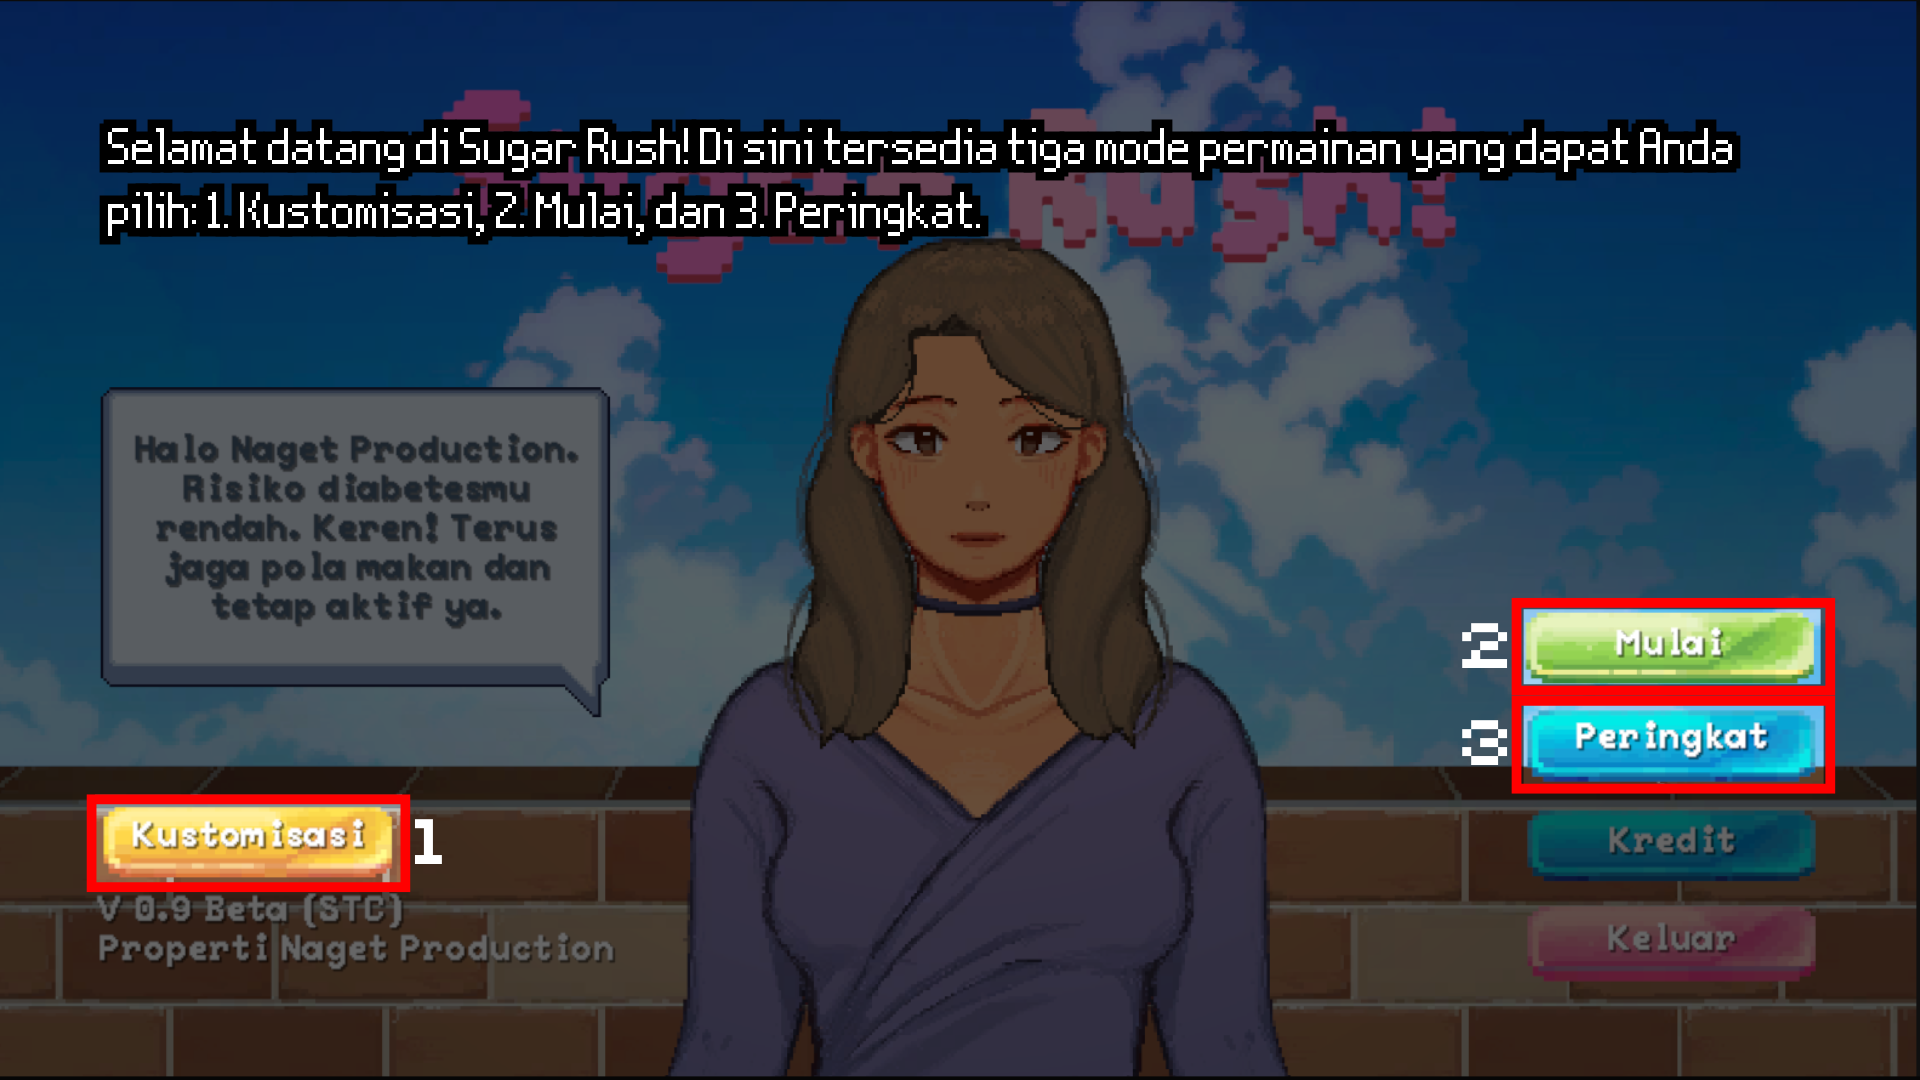 Sugar Rush!
Selamat datang di Sugar Rush! Di sini tersedia tiga mode permainan yang dapat Anda
pilih: 1. Kustomisasi, 2. Mulai, dan 3. Peringkat.
Halo Naget Production.
Risiko diabetesmu
rendah. Keren! Terus
jaga pola makan dan
tetap aktif ya.
2
Mulai
3
Peringkat
Kustomisasi
1
Kredit
V 0.9 Beta (STC)
Properti Naget Production
Keluar